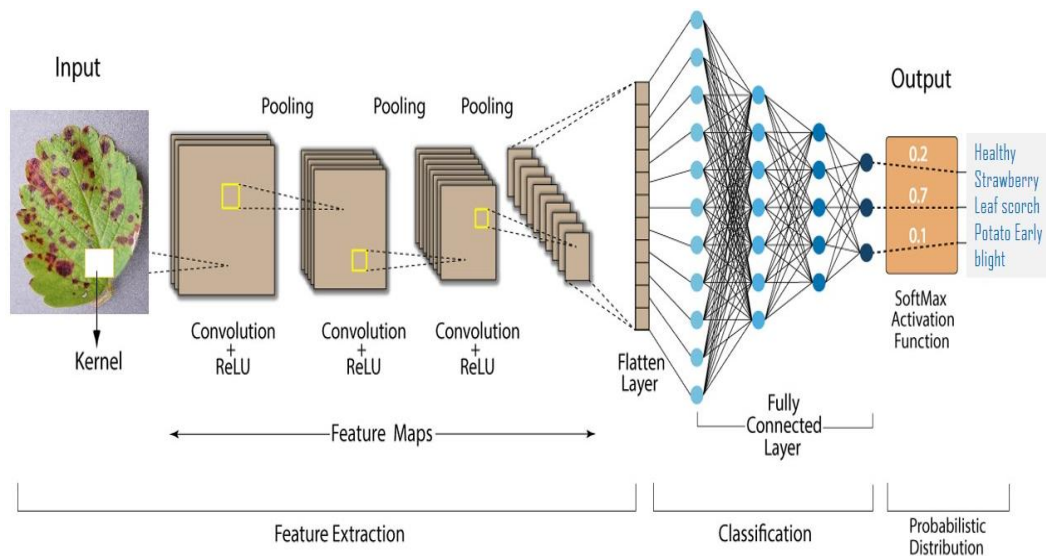 Input
Pooling
Pooling
Pooling
Output
0.2
0.7
0.1
Healthy
Strawberry
Leaf scorch
Potato Early
blight
Kernel
Convolution
+
ReLU
Convolution
+
ReLU
Convolution
+
ReLU
Flatten
Layer
SoftMax
Activation
Function
Feature Maps
Fully
Connected
Layer
Feature Extraction
Classification
Probabilistic
Distribution